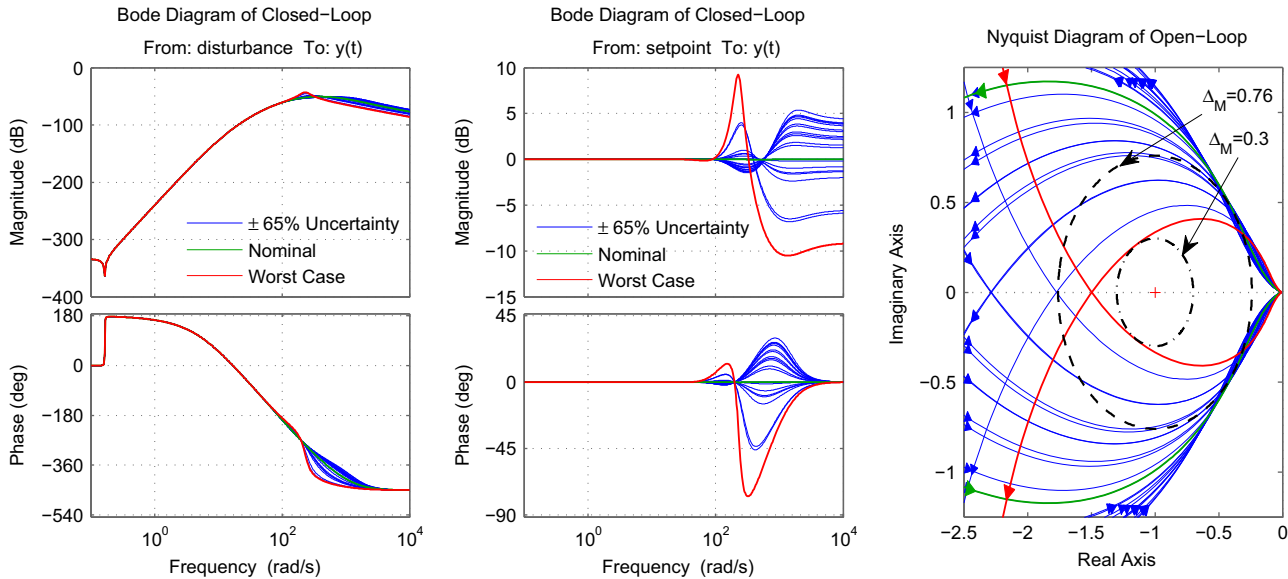 Bode Diagram of Closed−Loop
From: disturbance To: y(t)
Magnitude (dB)
0
−100
−200
−300
−400
± 65% Uncertainty
Nominal
Worst Case
Phase (deg)
180
0
−180
−360
−540
10^0
10^2
10^4
Frequency (rad/s)
Bode Diagram of Closed−Loop
From: setpoint To: y(t)
Magnitude (dB)
10
5
0
−5
−10
−15
± 65% Uncertainty
Nominal
Worst Case
Phase (deg)
45
0
−45
−90
10^0
10^2
10^4
Frequency (rad/s)
Nyquist Diagram of Open−Loop
Δ_M=0.76
Δ_M=0.3
Imaginary Axis
1
0.5
0
−0.5
−1
−2.5
−2
−1.5
−1
−0.5
0
Real Axis